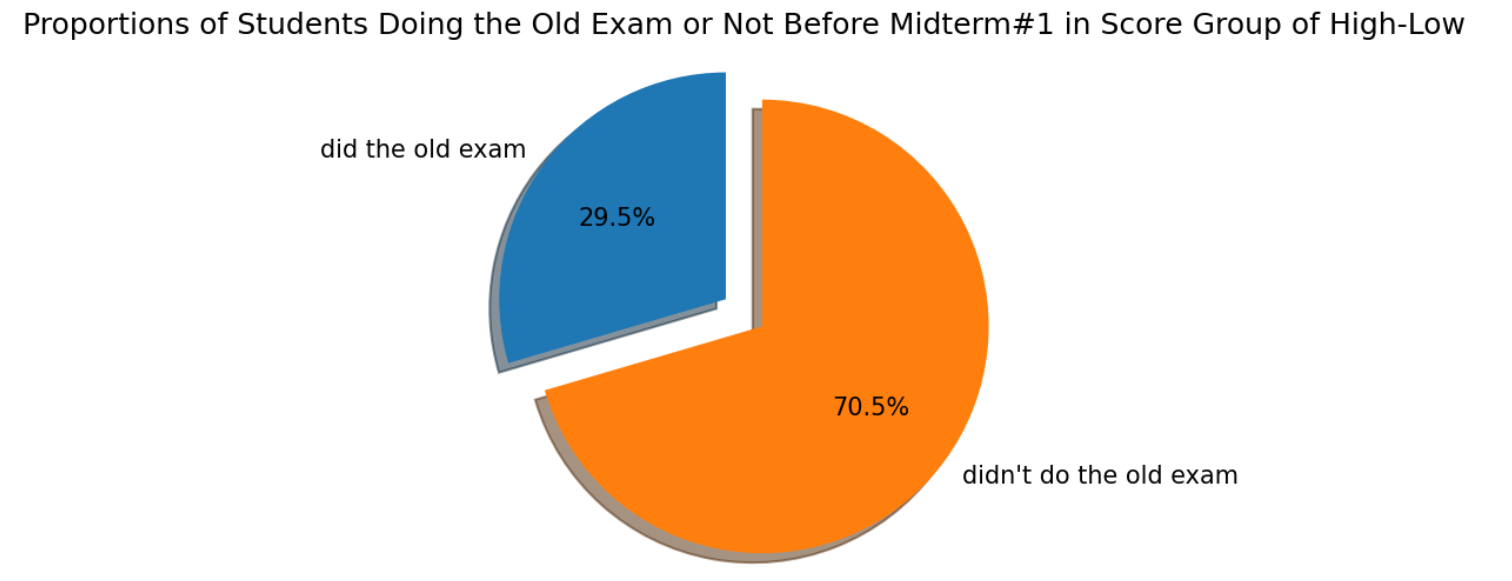 Proportions of Students Doing the Old Exam or Not Before Midterm#1 in Score Group of High-Low
did the old exam
29.5%
70.5%
didn't do the old exam